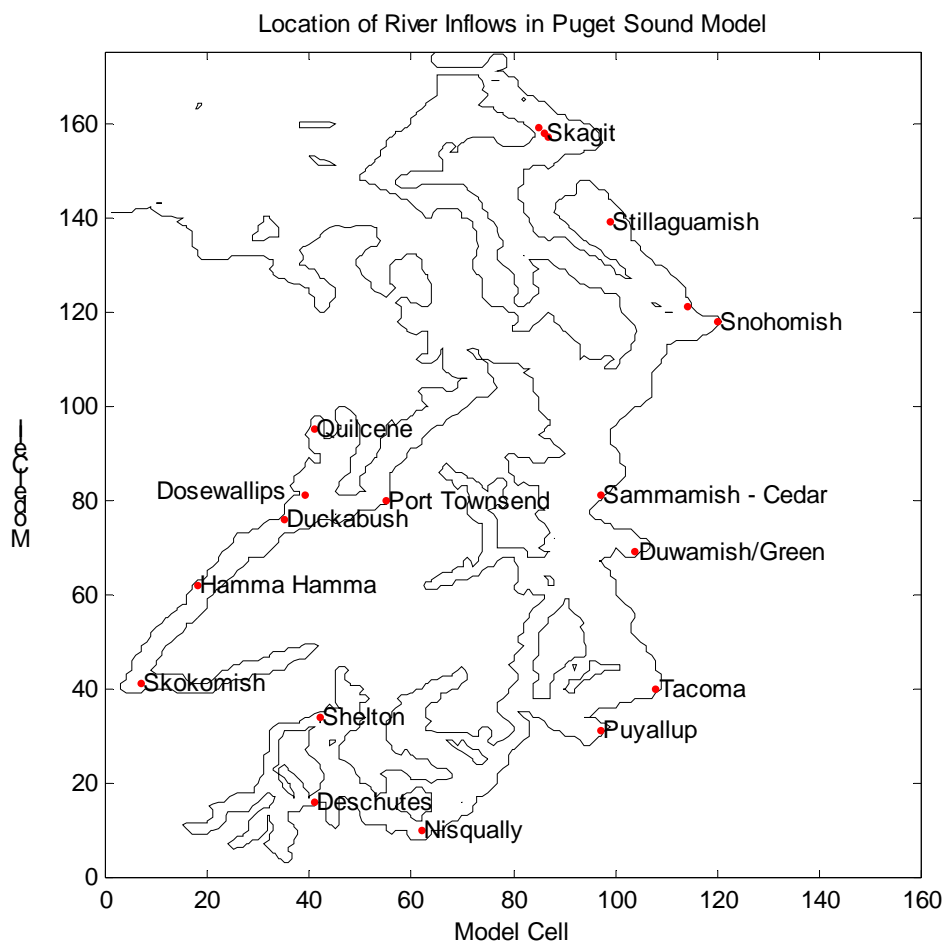 Location of River Inflows in Puget Sound Model
160
Skagit
140
Stillaguamish
120
Snohomish
100
Quilcene
Dosewallips
80
Port Townsend
Sammamish - Cedar
Duckabush
Duwamish/Green
Hamma Hamma
60
Skokomish
40
Tacoma
Shelton
Puyallup
20
Deschutes
Nisqually
0
0 20 40 60 80 100 120 140 160
Model Cell
Model Cell